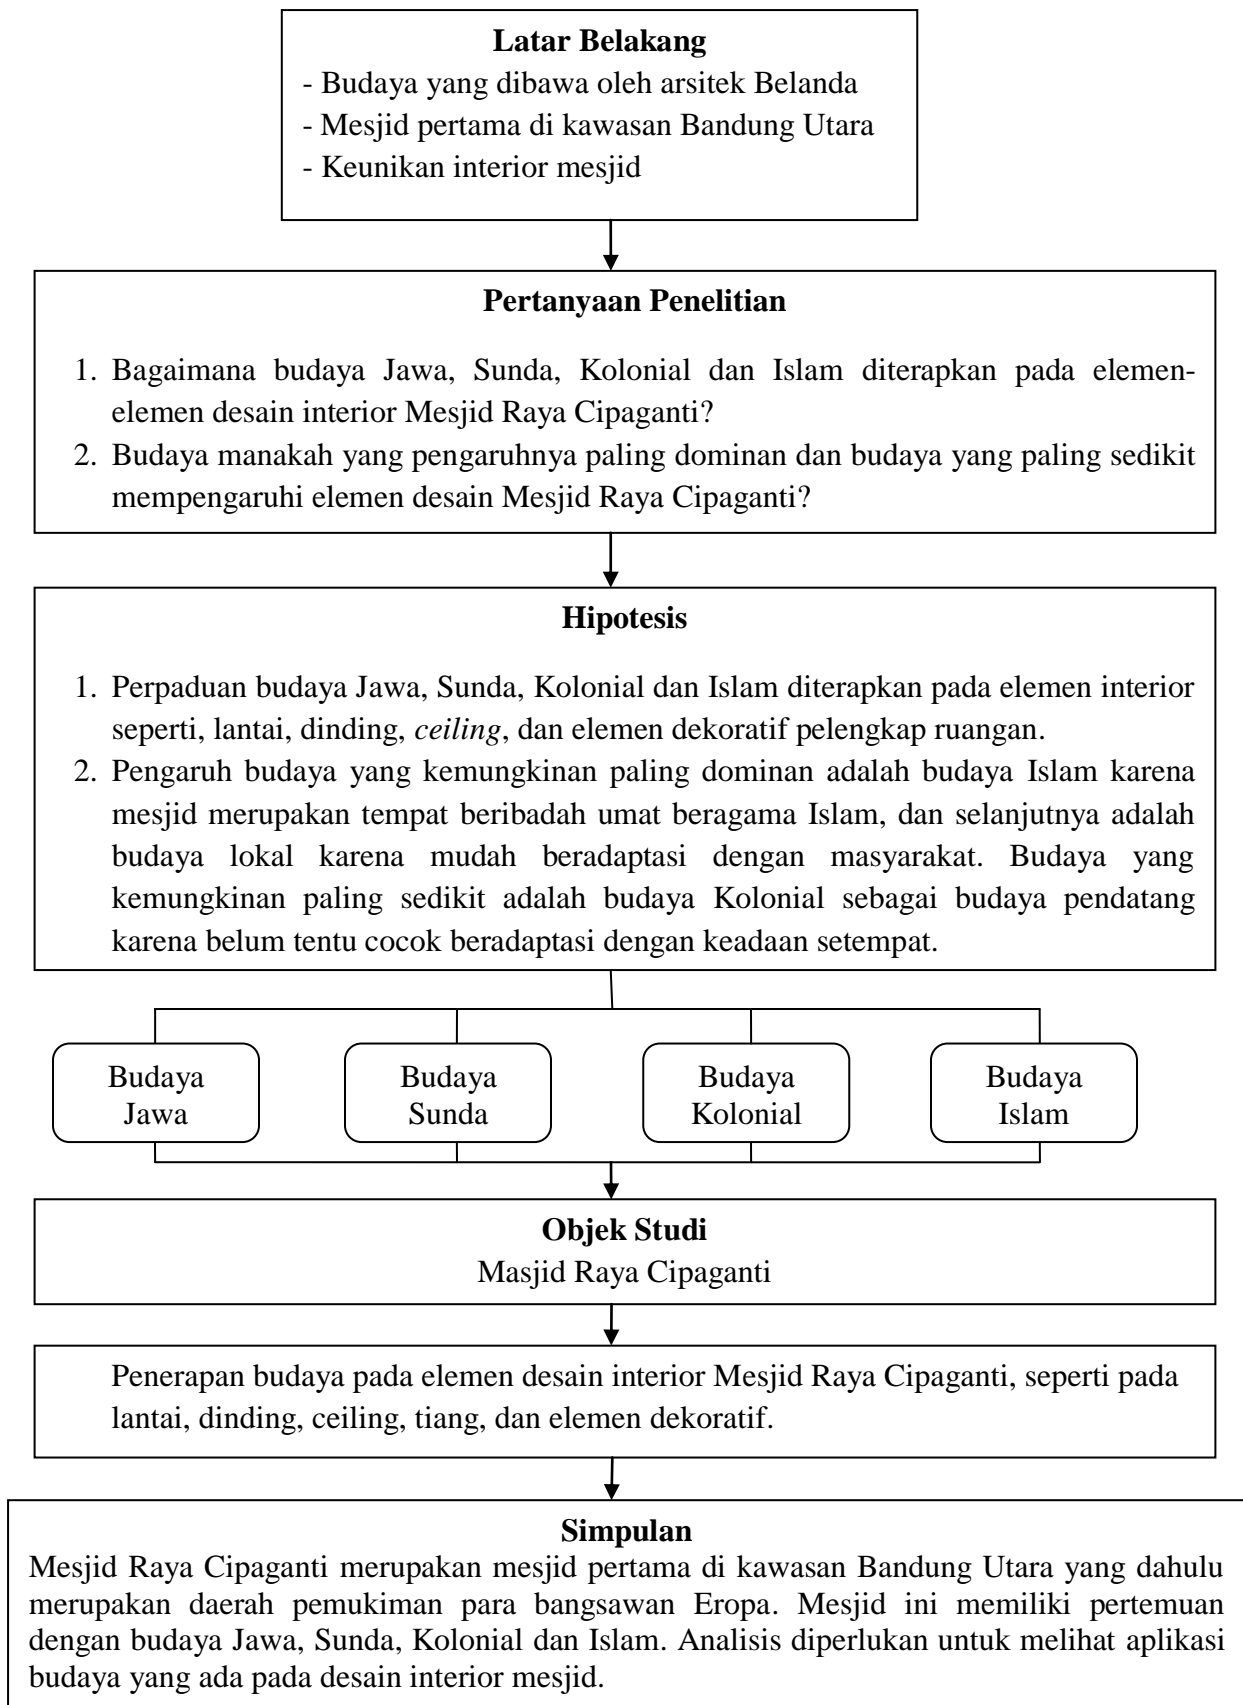 Latar Belakang
- Budaya yang dibawa oleh arsitek Belanda
- Mesjid pertama di kawasan Bandung Utara
- Keunikan interior mesjid
Pertanyaan Penelitian
1. Bagaimana budaya Jawa, Sunda, Kolonial dan Islam diterapkan pada elemen-
elemen desain interior Mesjid Raya Cipaganti?
2. Budaya manakah yang pengaruhnya paling dominan dan budaya yang paling sedikit
mempengaruhi elemen desain Mesjid Raya Cipaganti?
Hipotesis
1. Perpaduan budaya Jawa, Sunda, Kolonial dan Islam diterapkan pada elemen interior
seperti, lantai, dinding, ceiling, dan elemen dekoratif pelengkap ruangan.
2. Pengaruh budaya yang kemungkinan paling dominan adalah budaya Islam karena
mesjid merupakan tempat beribadah umat beragama Islam, dan selanjutnya adalah
budaya lokal karena mudah beradaptasi dengan masyarakat. Budaya yang
kemungkinan paling sedikit adalah budaya Kolonial sebagai budaya pendatang
karena belum tentu cocok beradaptasi dengan keadaan setempat.
Budaya
Jawa
Budaya
Sunda
Budaya
Kolonial
Budaya
Islam
Objek Studi
Masjid Raya Cipaganti
Penerapan budaya pada elemen desain interior Mesjid Raya Cipaganti, seperti pada
lantai, dinding, ceiling, tiang, dan elemen dekoratif.
Simpulan
Mesjid Raya Cipaganti merupakan mesjid pertama di kawasan Bandung Utara yang dahulu
merupakan daerah pemukiman para bangsawan Eropa. Mesjid ini memiliki pertemuan
dengan budaya Jawa, Sunda, Kolonial dan Islam. Analisis diperlukan untuk melihat aplikasi
budaya yang ada pada desain interior mesjid.